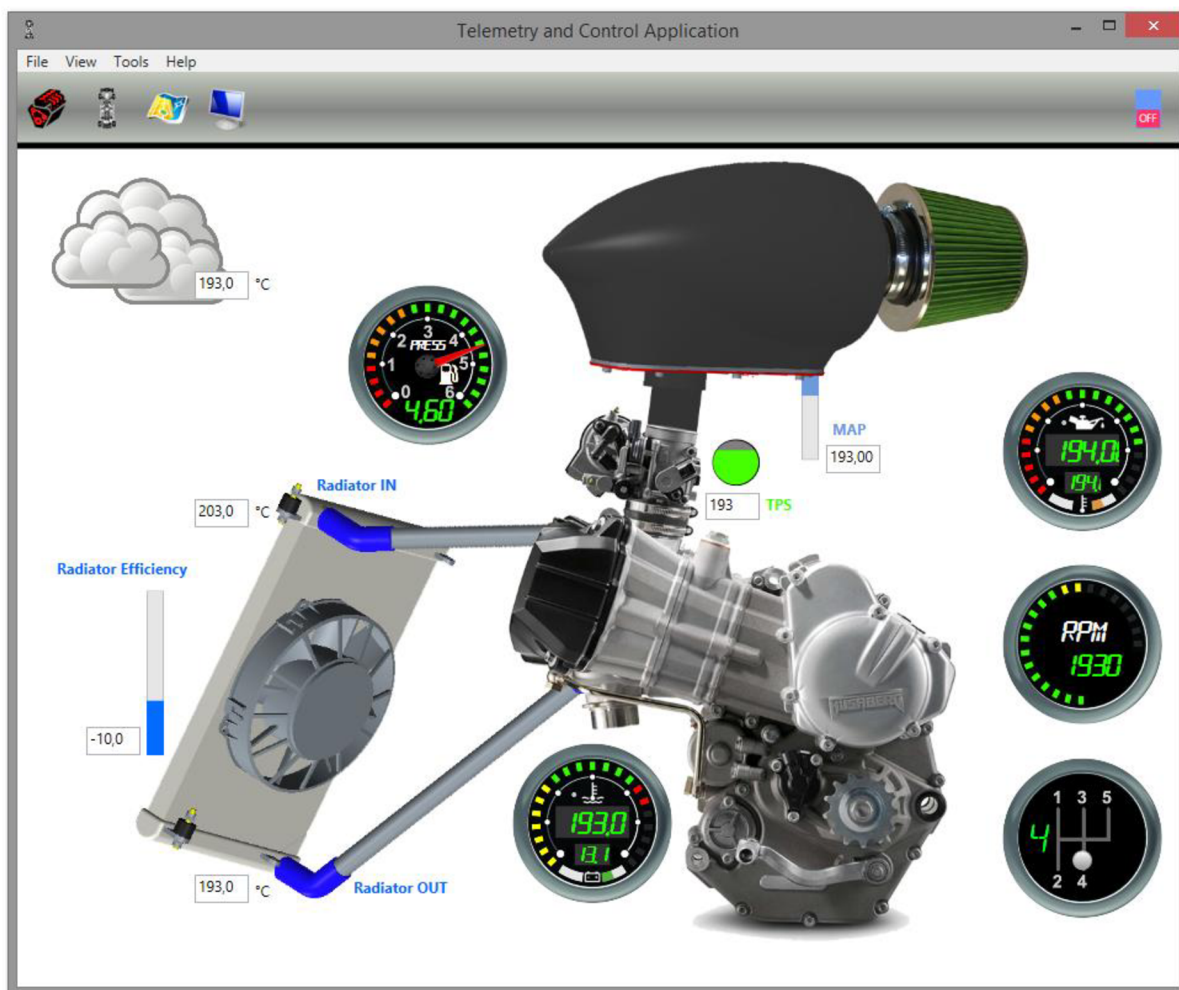 Telemetry and Control Application
File View Tools Help
OFF
193,0 °C
0 1 2 3 4 5 6
PRESS
4,60
MAP
193,00
193 TPS
194,0
194,
Radiator IN
203,0 °C
Radiator Efficiency
-10,0
RPM
1930
193,0
13,1
193,0 °C
Radiator OUT
1 3 5
4
2 4